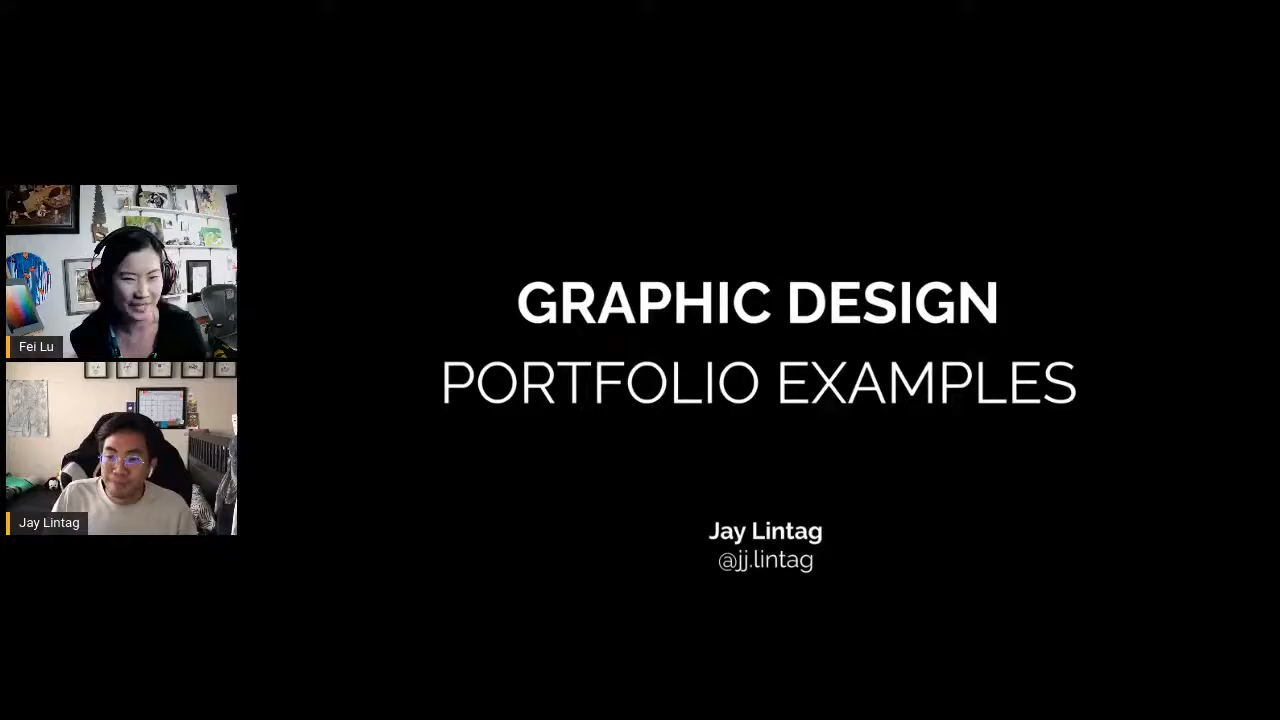 Fei Lu
Jay Lintag
GRAPHIC DESIGN
PORTFOLIO EXAMPLES
Jay Lintag
@jj.lintag